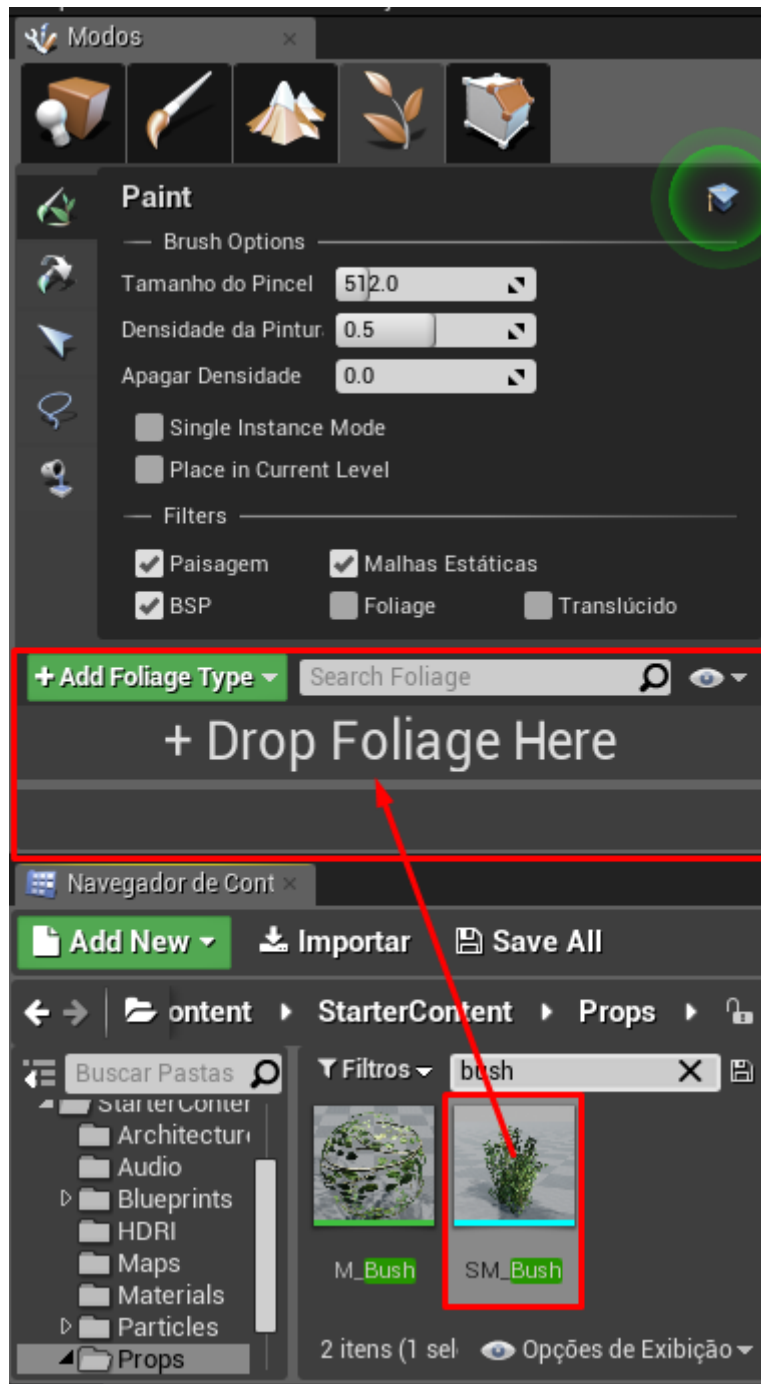 Modos
Paint
Brush Options
Tamanho do Pincel 512.0
Densidade da Pintur 0.5
Apagar Densidade 0.0
Single Instance Mode
Place in Current Level
Filters
Paisagem Malhas Estáticas
BSP Foliage Translúcido
+ Add Foliage Type Search Foliage
+ Drop Foliage Here
Navegador de Cont
Add New Importar Save All
ontent StarterContent Props
Buscar Pastas Filtros bush
StarterConter
Architectur
Audio
Blueprints
HDRI
Maps
Materials
Particles
Props
M_Bush SM_Bush
2 itens (1 sel Opções de Exibição